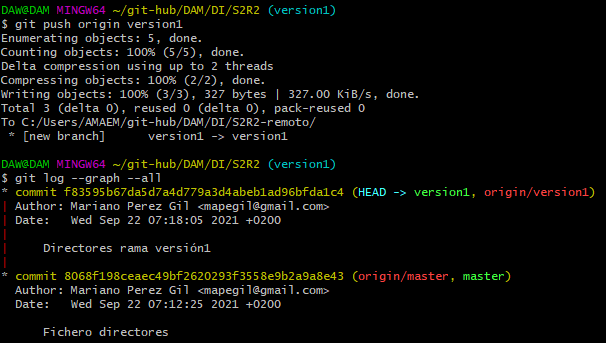 DAW@DAM MINGW64 ~/git-hub/DAM/DI/S2R2 (version1)
$ git push origin version1
Enumerating objects: 5, done.
Counting objects: 100% (5/5), done.
Delta compression using up to 2 threads
Compressing objects: 100% (2/2), done.
Writing objects: 100% (3/3), 327 bytes | 327.00 KiB/s, done.
Total 3 (delta 0), reused 0 (delta 0), pack-reused 0
To C:/Users/AMAEM/git-hub/DAM/DI/S2R2-remoto/
 * [new branch]      version1 -> version1

DAW@DAM MINGW64 ~/git-hub/DAM/DI/S2R2 (version1)
$ git log --graph --all
* commit f83595b67da5d7a4d779a3d4abeb1ad96bfda1c4 (HEAD -> version1, origin/version1)
| Author: Mariano Perez Gil <mapegil@gmail.com>
| Date:   Wed Sep 22 07:18:05 2021 +0200
|
|     Directores rama versión1
|
* commit 8068f198ceaec49bf2620293f3558e9b2a9a8e43 (origin/master, master)
  Author: Mariano Perez Gil <mapegil@gmail.com>
  Date:   Wed Sep 22 07:12:25 2021 +0200

      Fichero directores